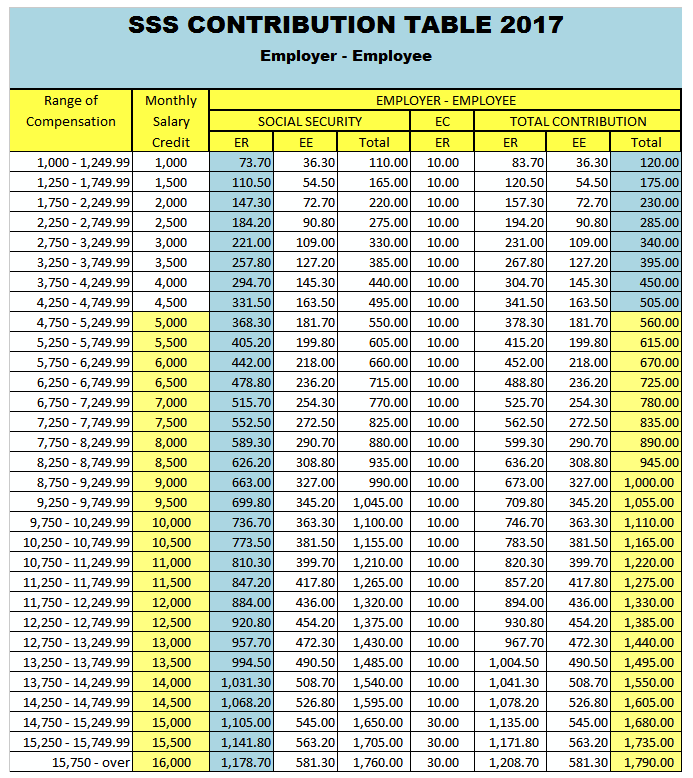 SSS CONTRIBUTION TABLE 2017
Employer - Employee
Range of Monthly EMPLOYER - EMPLOYEE
Compensation Salary SOCIAL SECURITY EC TOTAL CONTRIBUTION
Credit ER EE Total ER ER EE Total
1,000 - 1,249.99 1,000 73.70 36.30 110.00 10.00 83.70 36.30 120.00
1,250 - 1,749.99 1,500 110.50 54.50 165.00 10.00 120.50 54.50 175.00
1,750 - 2,249.99 2,000 147.30 72.70 220.00 10.00 157.30 72.70 230.00
2,250 - 2,749.99 2,500 184.20 90.80 275.00 10.00 194.20 90.80 285.00
2,750 - 3,249.99 3,000 221.00 109.00 330.00 10.00 231.00 109.00 340.00
3,250 - 3,749.99 3,500 257.80 127.20 385.00 10.00 267.80 127.20 395.00
3,750 - 4,249.99 4,000 294.70 145.30 440.00 10.00 304.70 145.30 450.00
4,250 - 4,749.99 4,500 331.50 163.50 495.00 10.00 341.50 163.50 505.00
4,750 - 5,249.99 5,000 368.30 181.70 550.00 10.00 378.30 181.70 560.00
5,250 - 5,749.99 5,500 405.20 199.80 605.00 10.00 415.20 199.80 615.00
5,750 - 6,249.99 6,000 442.00 218.00 660.00 10.00 452.00 218.00 670.00
6,250 - 6,749.99 6,500 478.80 236.20 715.00 10.00 488.80 236.20 725.00
6,750 - 7,249.99 7,000 515.70 254.30 770.00 10.00 525.70 254.30 780.00
7,250 - 7,749.99 7,500 552.50 272.50 825.00 10.00 562.50 272.50 835.00
7,750 - 8,249.99 8,000 589.30 290.70 880.00 10.00 599.30 290.70 890.00
8,250 - 8,749.99 8,500 626.20 308.80 935.00 10.00 636.20 308.80 945.00
8,750 - 9,249.99 9,000 663.00 327.00 990.00 10.00 673.00 327.00 1,000.00
9,250 - 9,749.99 9,500 699.80 345.20 1,045.00 10.00 709.80 345.20 1,055.00
9,750 - 10,249.99 10,000 736.70 363.30 1,100.00 10.00 746.70 363.30 1,110.00
10,250 - 10,749.99 10,500 773.50 381.50 1,155.00 10.00 783.50 381.50 1,165.00
10,750 - 11,249.99 11,000 810.30 399.70 1,210.00 10.00 820.30 399.70 1,220.00
11,250 - 11,749.99 11,500 847.20 417.80 1,265.00 10.00 857.20 417.80 1,275.00
11,750 - 12,249.99 12,000 884.00 436.00 1,320.00 10.00 894.00 436.00 1,330.00
12,250 - 12,749.99 12,500 920.80 454.20 1,375.00 10.00 930.80 454.20 1,385.00
12,750 - 13,249.99 13,000 957.70 472.30 1,430.00 10.00 967.70 472.30 1,440.00
13,250 - 13,749.99 13,500 994.50 490.50 1,485.00 10.00 1,004.50 490.50 1,495.00
13,750 - 14,249.99 14,000 1,031.30 508.70 1,540.00 10.00 1,041.30 508.70 1,550.00
14,250 - 14,749.99 14,500 1,068.20 526.80 1,595.00 10.00 1,078.20 526.80 1,605.00
14,750 - 15,249.99 15,000 1,105.00 545.00 1,650.00 30.00 1,135.00 545.00 1,680.00
15,250 - 15,749.99 15,500 1,141.80 563.20 1,705.00 30.00 1,171.80 563.20 1,735.00
15,750 - over 16,000 1,178.70 581.30 1,760.00 30.00 1,208.70 581.30 1,790.00